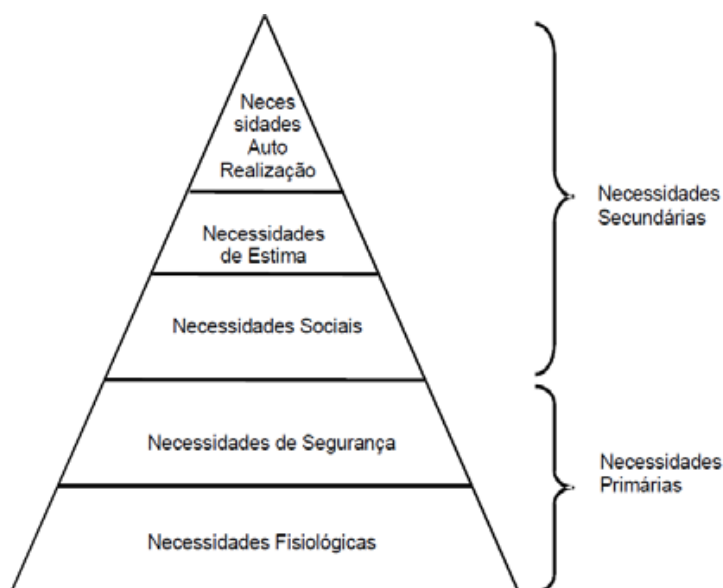 Neces
sidades
Auto
Realização
Necessidades
de Estima
Necessidades Sociais
Necessidades de Segurança
Necessidades Fisiológicas
Necessidades
Secundárias
Necessidades
Primárias